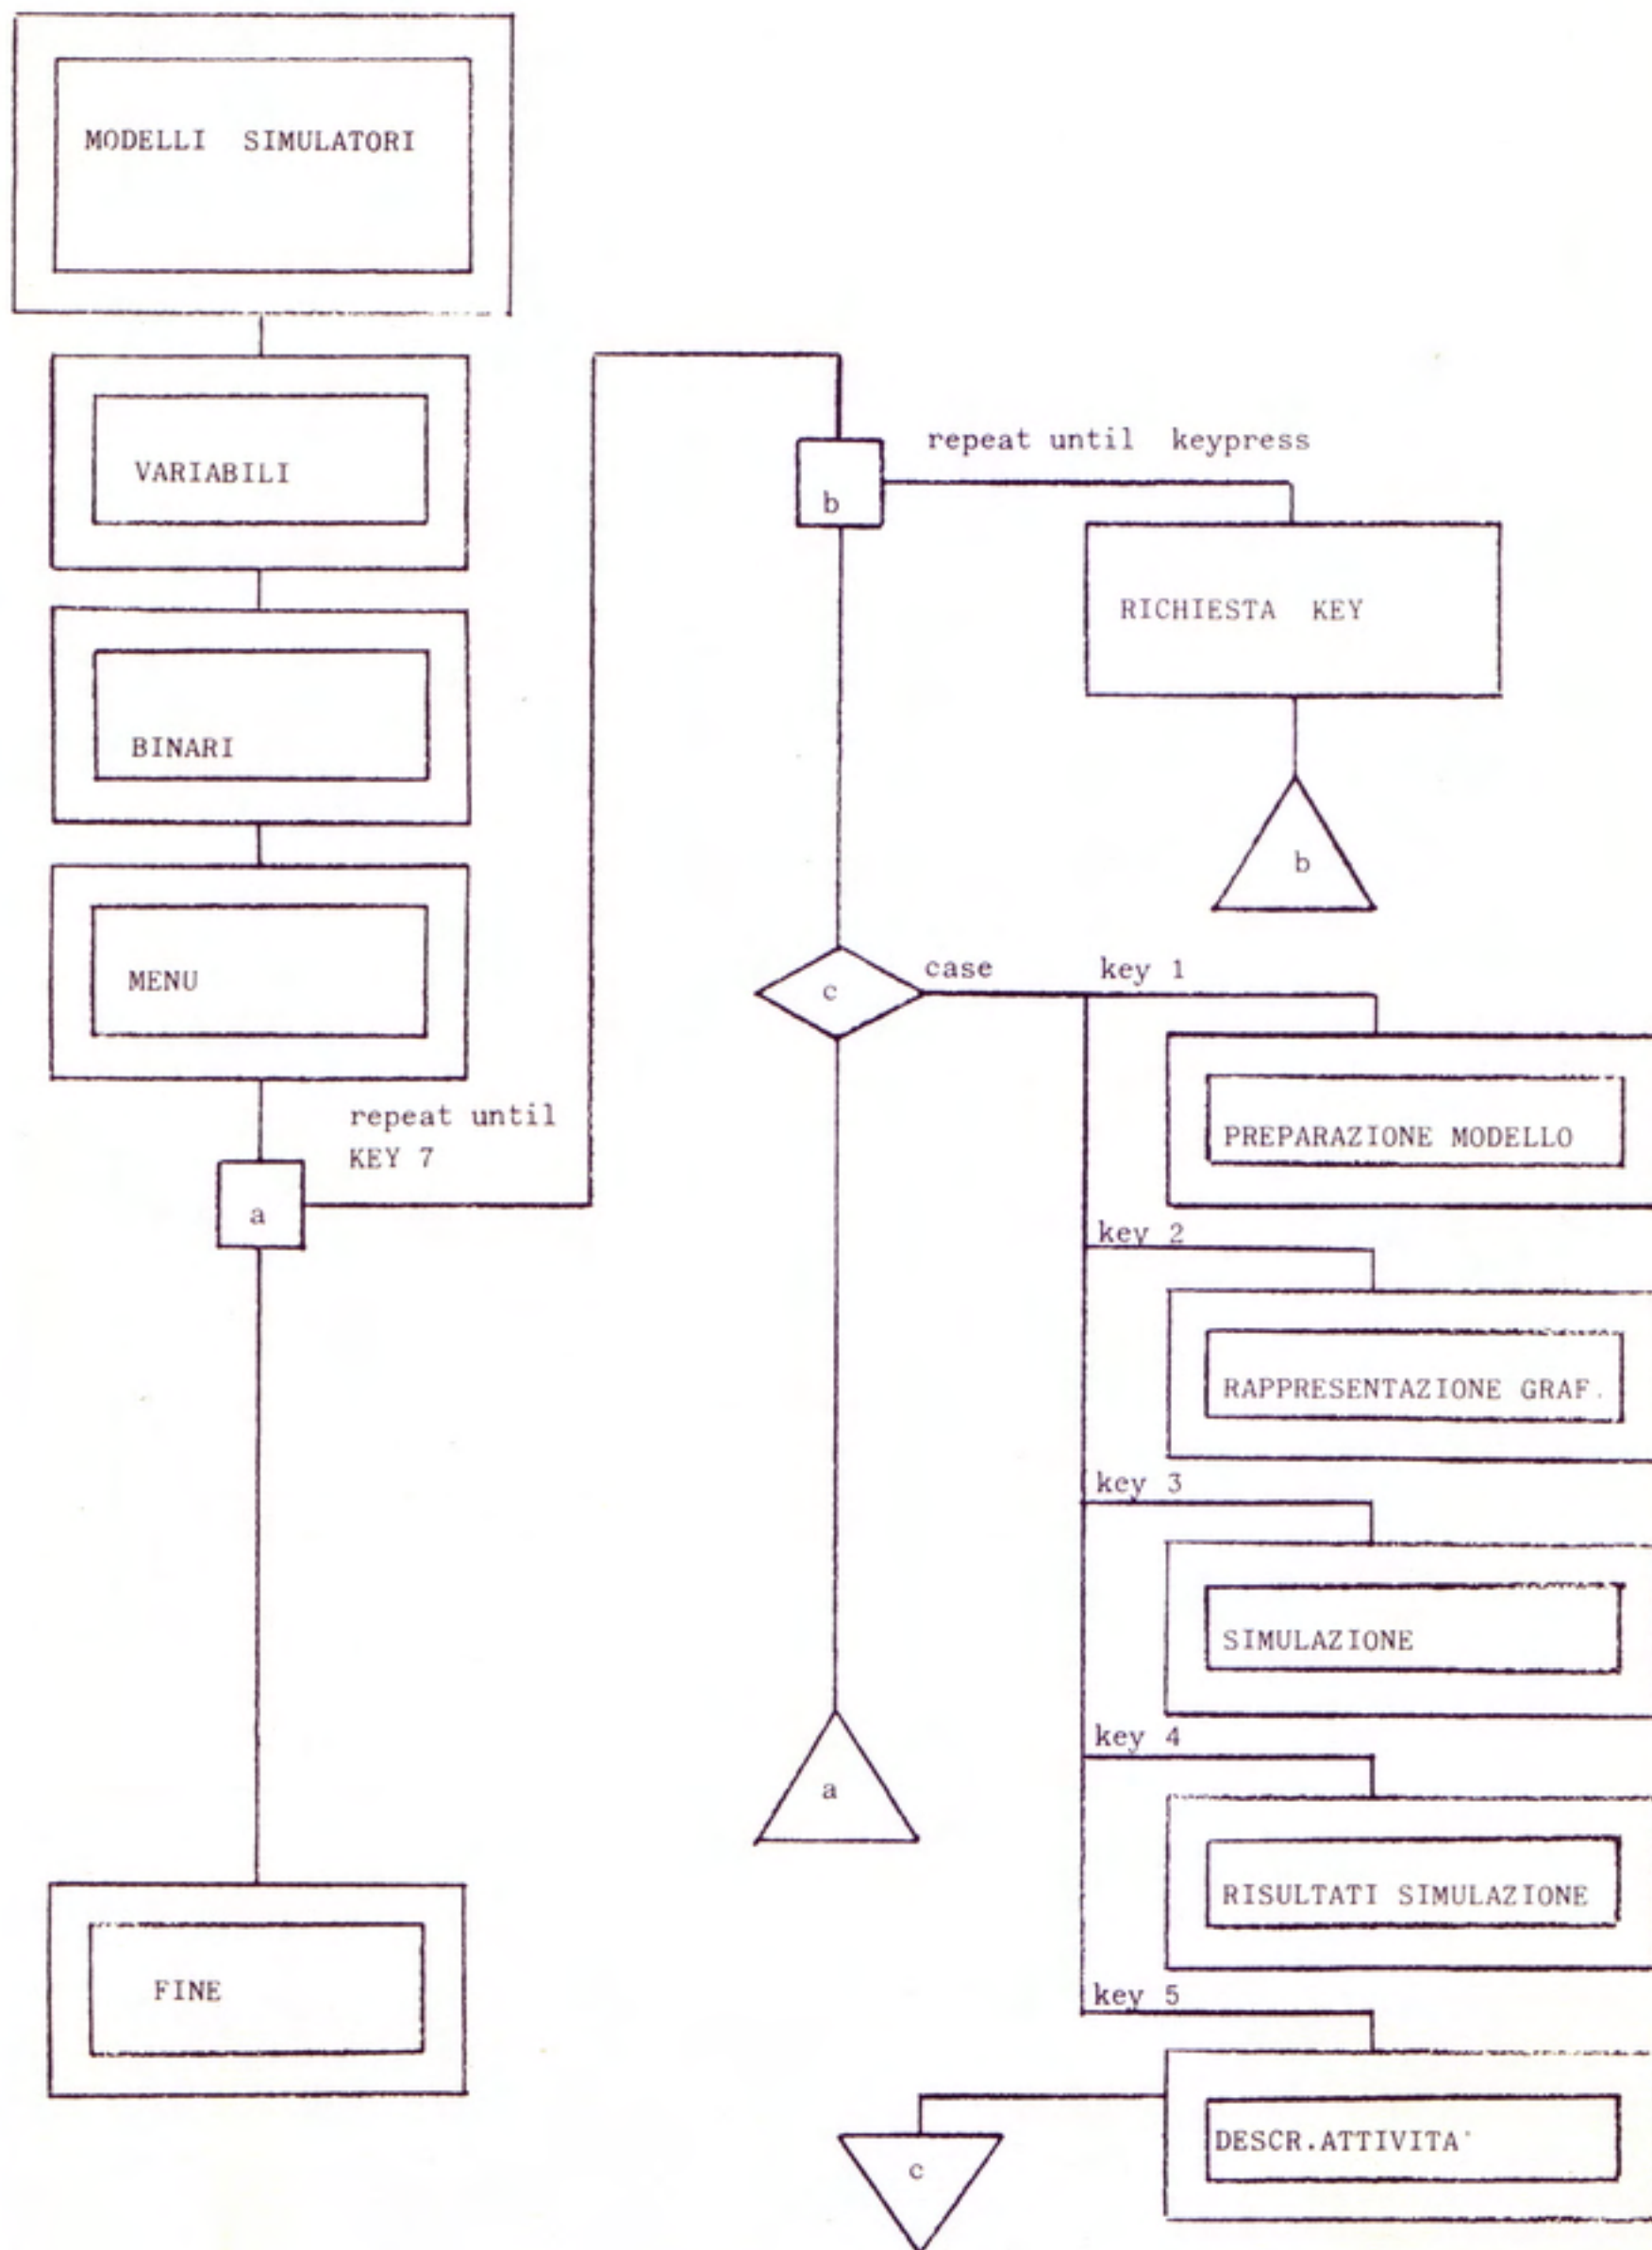 MODELLI SIMULATORI
VARIABILI
BINARI
MENU
repeat until
KEY 7
a
FINE
repeat until keypress
b
RICHIESTA KEY
b
c
case
key 1
PREPARAZIONE MODELLO
key 2
RAPPRESENTAZIONE GRAF.
key 3
SIMULAZIONE
key 4
RISULTATI SIMULAZIONE
a
key 5
DESCR.ATTIVITA'
c